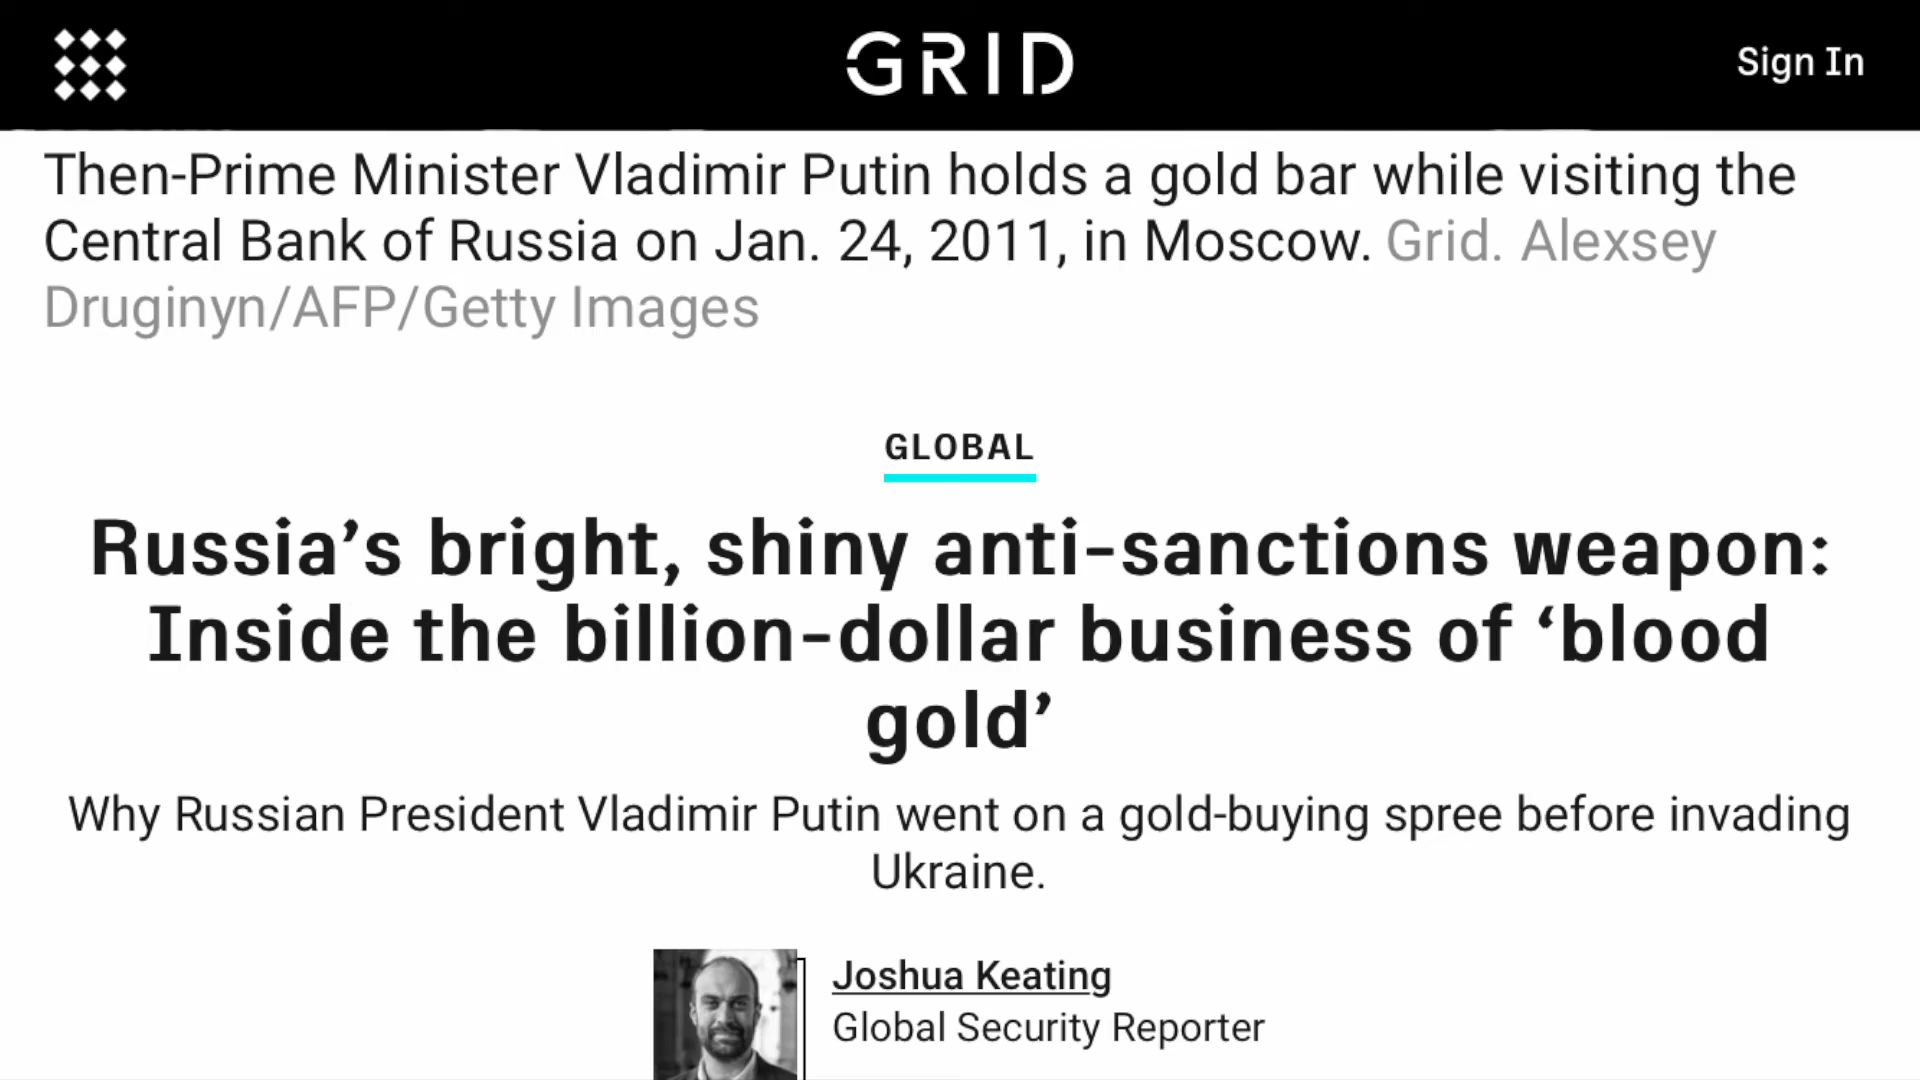 GRID
Sign In
Then-Prime Minister Vladimir Putin holds a gold bar while visiting the
Central Bank of Russia on Jan. 24, 2011, in Moscow. Grid. Alexsey
Druginyn/AFP/Getty Images
GLOBAL
Russia’s bright, shiny anti-sanctions weapon:
Inside the billion-dollar business of ‘blood
gold’
Why Russian President Vladimir Putin went on a gold-buying spree before invading
Ukraine.
Joshua Keating
Global Security Reporter